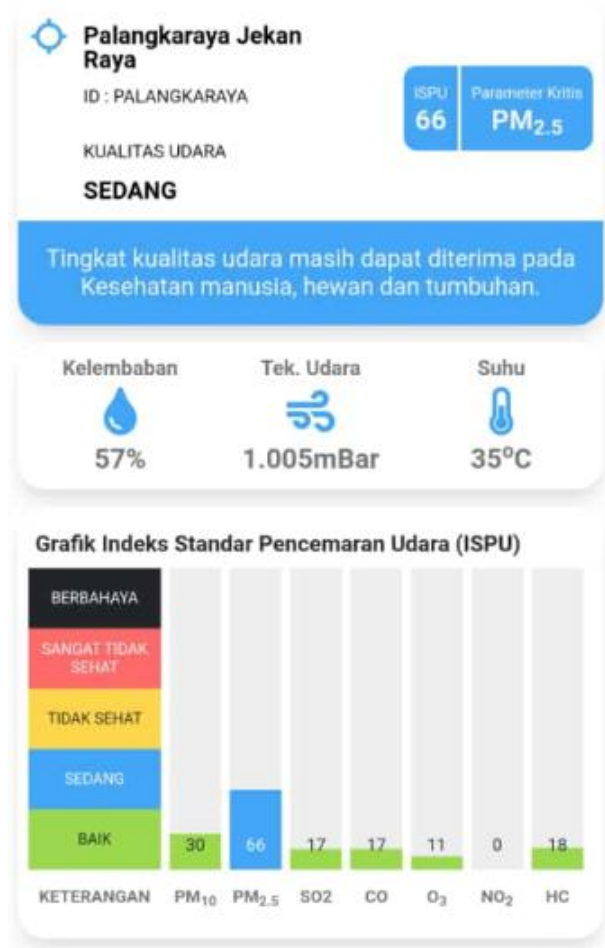 Palangkaraya Jekan
Raya
ID : PALANGKARAYA
ISPU
66
Parameter Kritis
PM₂.₅
KUALITAS UDARA
SEDANG
Tingkat kualitas udara masih dapat diterima pada
Kesehatan manusia, hewan dan tumbuhan.
Kelembaban
57%
Tek. Udara
1.005mBar
Suhu
35°C
Grafik Indeks Standar Pencemaran Udara (ISPU)
BERBAHAYA
SANGAT TIDAK
SEHAT
TIDAK SEHAT
SEDANG
BAIK
30 66 17 17 11 0 18
KETERANGAN PM₁₀ PM₂.₅ SO2 CO O₃ NO₂ HC